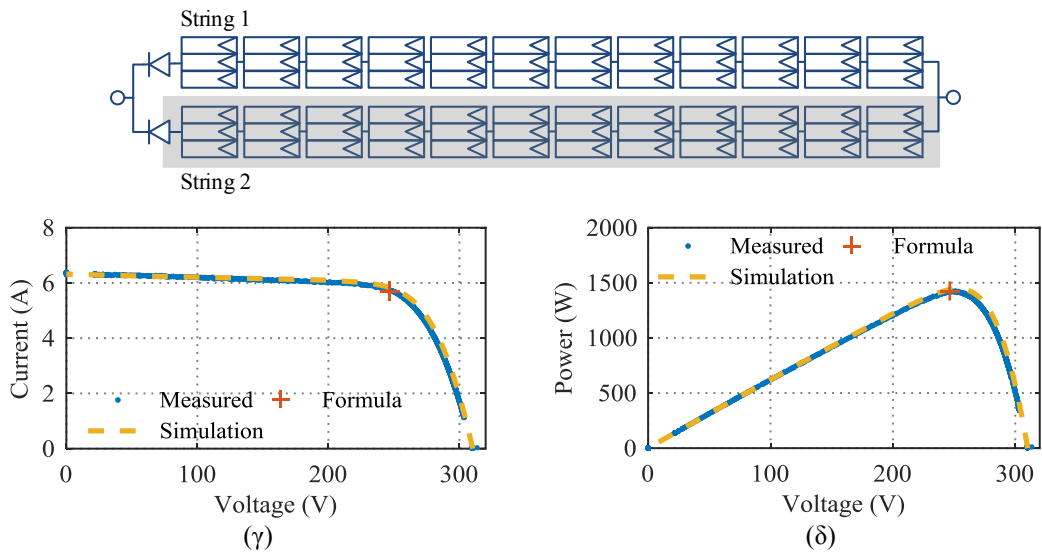 String 1
String 2
8
6
4
2
0
Current (A)
Measured
Formula
Simulation
0
100
200
300
Voltage (V)
(γ)
2000
1500
1000
500
0
Power (W)
Measured
Formula
Simulation
0
100
200
300
Voltage (V)
(δ)